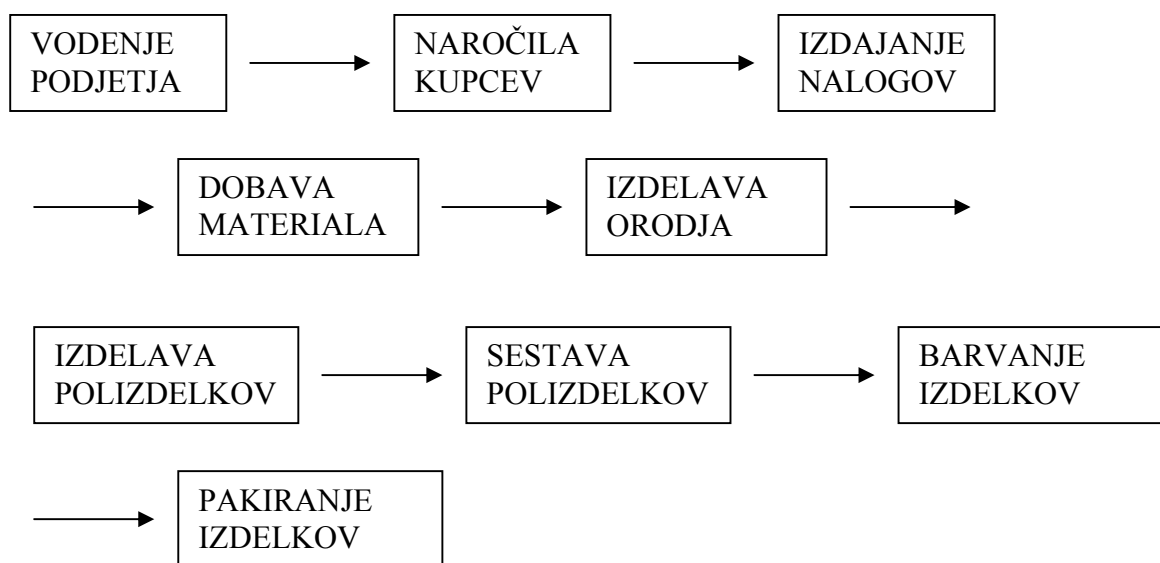 VODENJE
PODJETJA
NAROČILA
KUPCEV
IZDAJANJE
NALOGOV
DOBAVA
MATERIALA
IZDELAVA
ORODJA
IZDELAVA
POLIZDELKOV
SESTAVA
POLIZDELKOV
BARVANJE
IZDELKOV
PAKIRANJE
IZDELKOV